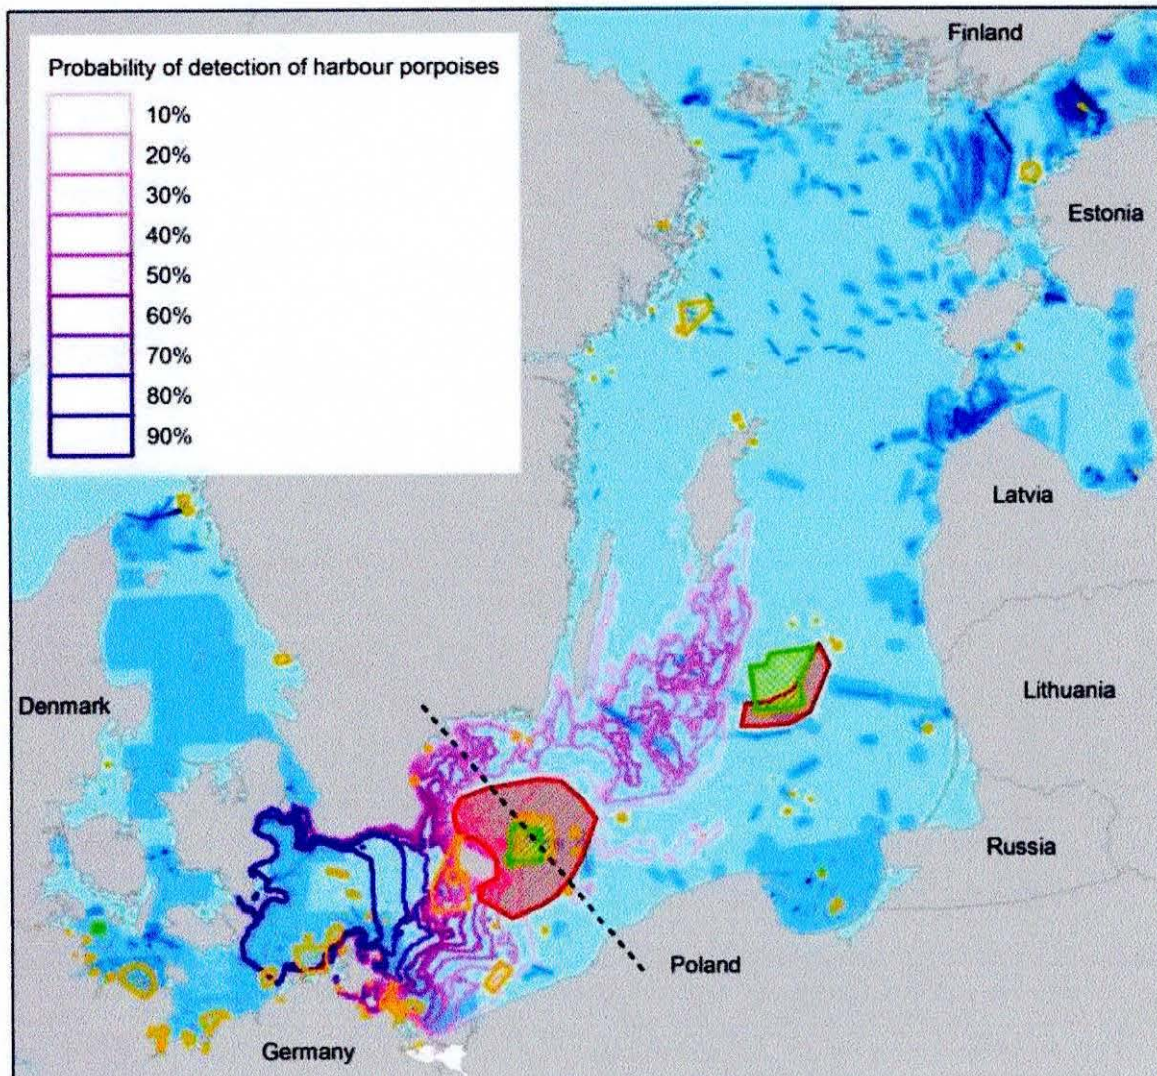 Finland
Probability of detection of harbour porpoises
10%
20%
30%
40%
50%
60%
70%
80%
90%
Estonia
Latvia
Lithuania
Denmark
Russia
Poland
Germany